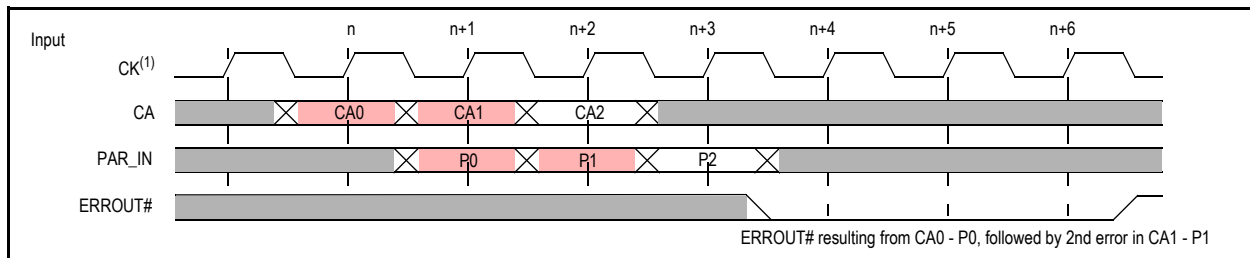 Input
n n+1 n+2 n+3 n+4 n+5 n+6
CK(1)
CA CA0 CA1 CA2
PAR_IN P0 P1 P2
ERROUT#
ERROUT# resulting from CA0 - P0, followed by 2nd error in CA1 - P1